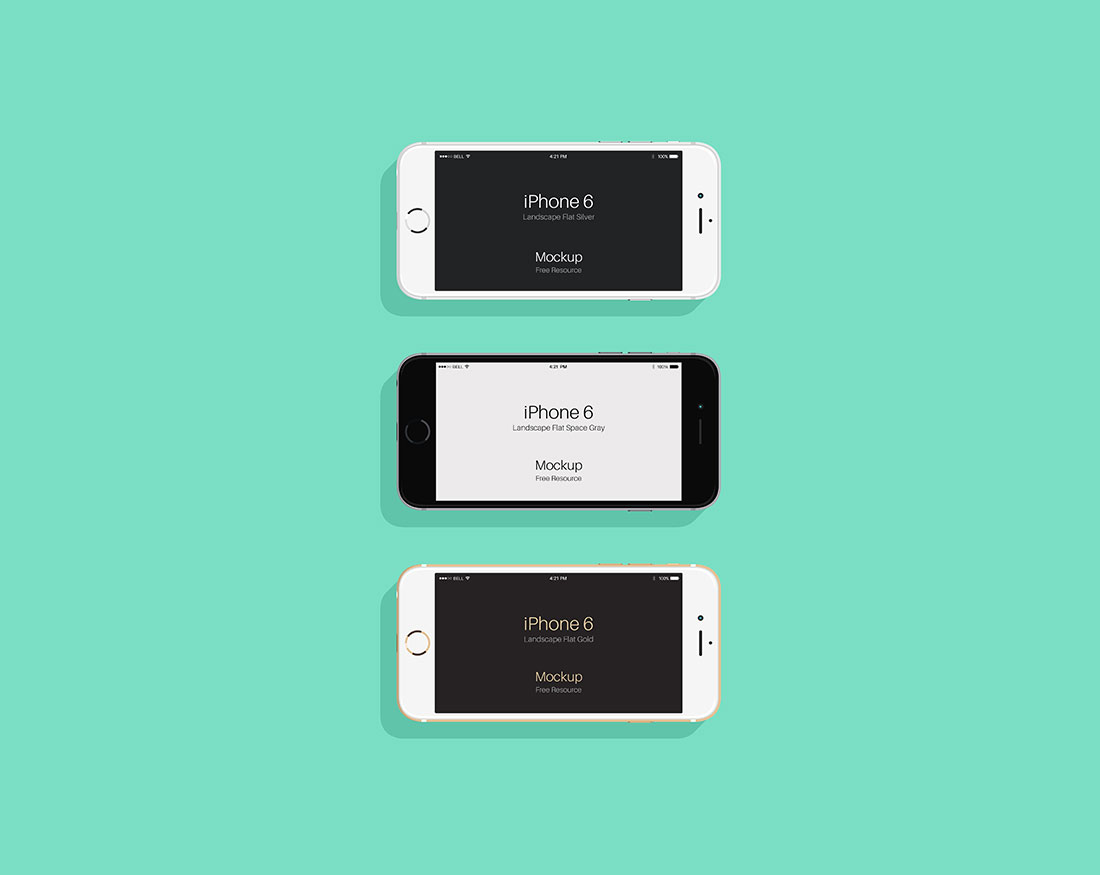 BELL 4:21 PM 100%
iPhone 6
Landscape Flat Silver
Mockup
Free Resource
BELL 4:21 PM 100%
iPhone 6
Landscape Flat Space Gray
Mockup
Free Resource
BELL 4:21 PM 100%
iPhone 6
Landscape Flat Gold
Mockup
Free Resource